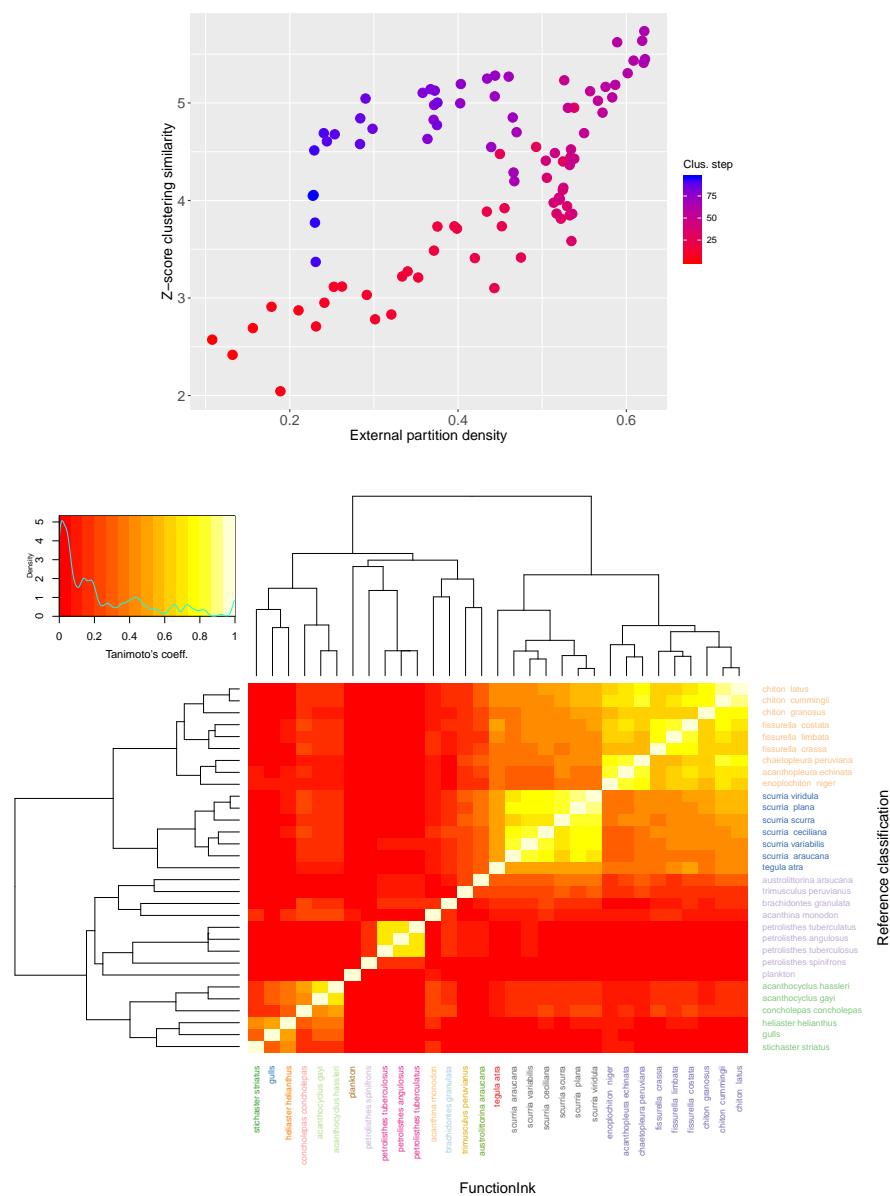 5
4
3
2
Z-score clustering similarity
0.2 0.4 0.6
External partition density
Clus. step
75
50
25
Density
0 1 2 3 4 5
0 0.2 0.4 0.6 0.8 1
Tanimoto's coeff.
chiton latus
chiton cummingii
chiton granosus
fissurella costata
fissurella limbata
fissurella crassa
chaetopleura peruviana
acanthopleura echinata
enoplochiton niger
scurria viridula
scurria plana
scurria scurra
scurria ceciliana
scurria variabilis
scurria araucana
tegula atra
austrolittorina araucana
trimusculus peruvianus
brachidontes granulata
acanthina monodon
petrolisthes tuberculatus
petrolisthes angulosus
petrolisthes tuberculosus
petrolisthes spinifrons
plankton
acanthocyclus hassleri
acanthocyclus gayi
concholepas concholepas
heliaster helianthus
gulls
stichaster striatus
Reference classification
stichaster striatus
gulls
heliaster helianthus
concholepas concholepas
acanthocyclus gayi
acanthocyclus hassleri
plankton
petrolisthes spinifrons
petrolisthes tuberculosus
petrolisthes angulosus
petrolisthes tuberculatus
acanthina monodon
brachidontes granulata
trimusculus peruvianus
austrolittorina araucana
tegula atra
scurria araucana
scurria variabilis
scurria ceciliana
scurria scurra
scurria plana
scurria viridula
enoplochiton niger
acanthopleura echinata
chaetopleura peruviana
fissurella crassa
fissurella limbata
fissurella costata
chiton granosus
chiton cummingii
chiton latus
FunctionInk